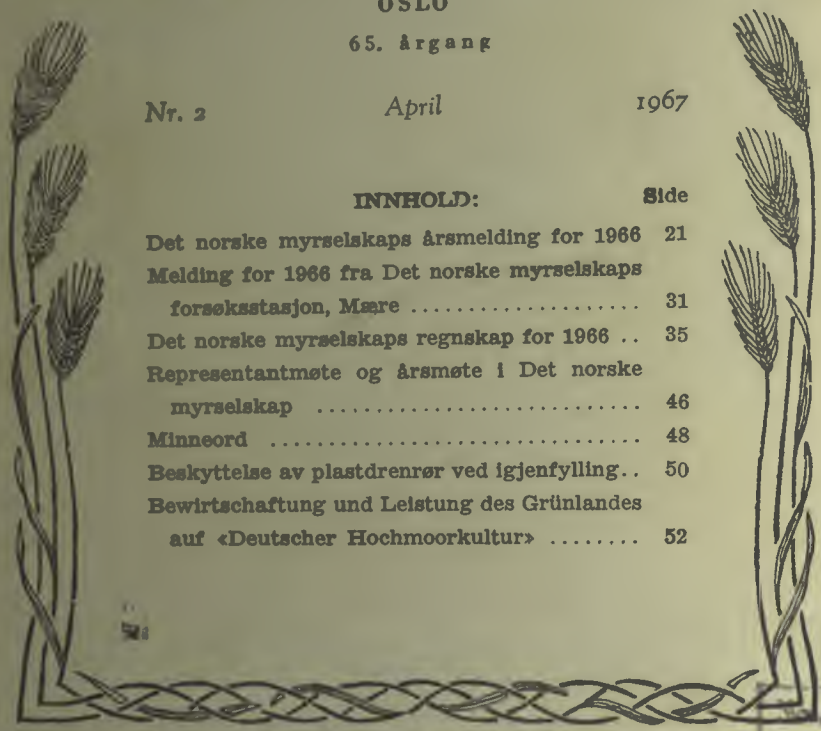 OSLO
65. årgang
Nr. 2 April 1967
INNHOLD: Side
Det norske myrselskaps årsmelding for 1966 21
Melding for 1966 fra Det norske myrselskaps
forsøksstasjon, Mære .................... 31
Det norske myrselskaps regnskap for 1966 .. 35
Representantmøte og årsmøte i Det norske
myrselskap ............................ 46
Minneord ................................ 48
Beskyttelse av plastdrenrør ved igjenfylling.. 50
Bewirtschaftung und Leistung des Grünlandes
auf «Deutscher Hochmoorkultur» ........ 52